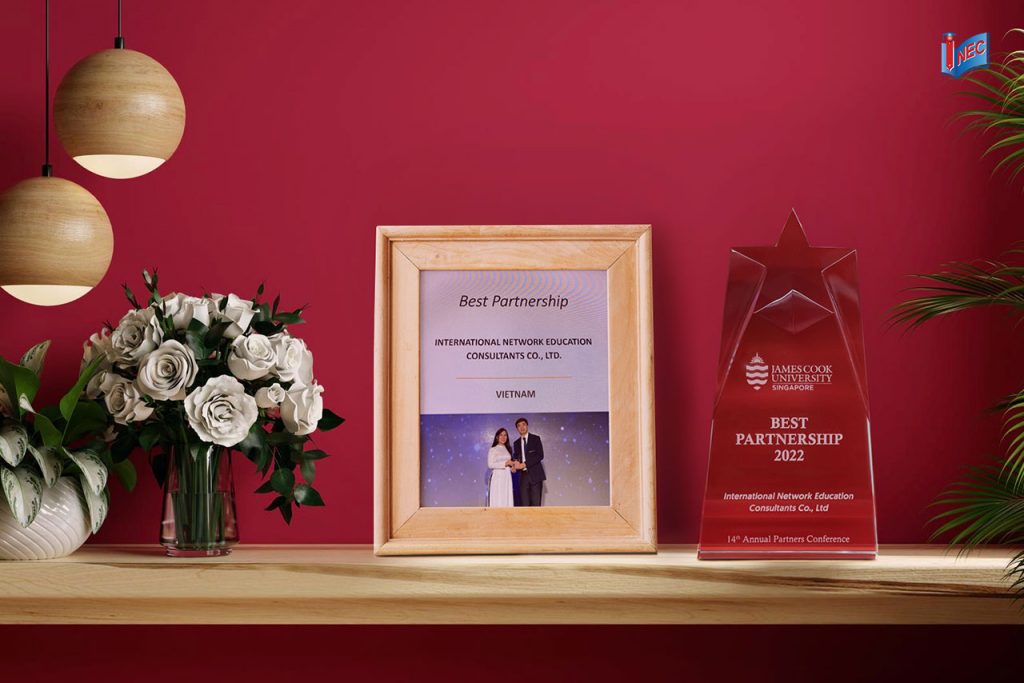 iNEC
Best Partnership
INTERNATIONAL NETWORK EDUCATION
CONSULTANTS CO., LTD.
VIETNAM
JAMES COOK
UNIVERSITY
SINGAPORE
BEST
PARTNERSHIP
2022
International Network Education
Consultants Co., Ltd
14th Annual Partners Conference